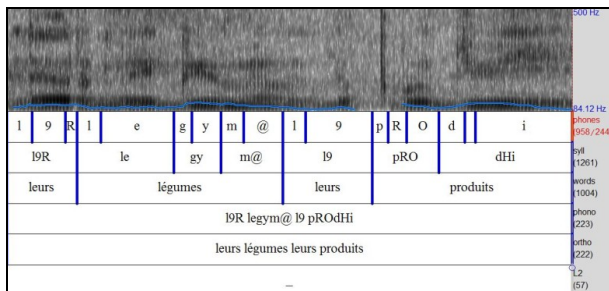 500 Hz
84.12 Hz
l 9 R l e g y m @ l 9 p R O d i phones (958/244
l9R le gy m@ l9 pRO dHi syll (1261)
leurs légumes leurs produits words (1004)
l9R legym@ l9 pROdHi phono (223)
leurs légumes leurs produits ortho (222)
_ L2 (57)